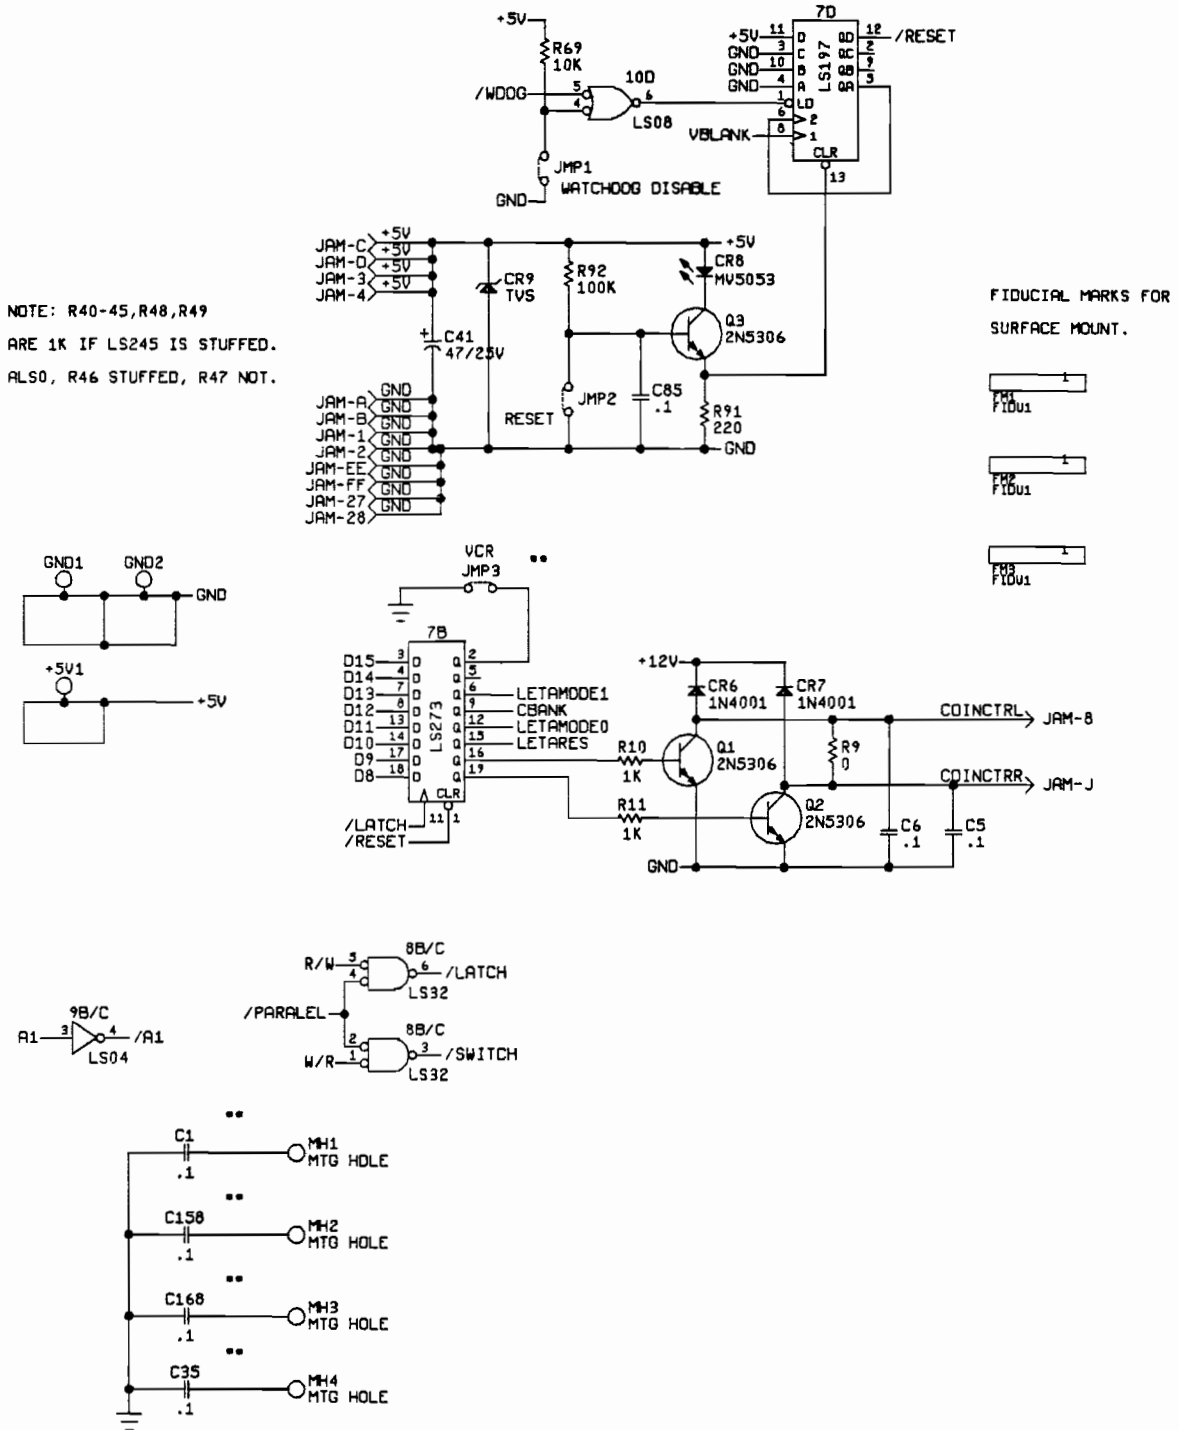 +5V
R69
10K
/WDOG
5
4
10D
6
LS08
JMP1
WATCHDOG DISABLE
GND
7D
LS197
+5V 11 D QD 12 /RESET
GND 3 C QC 2
GND 10 B QB 9
GND 4 A QA 5
1 LD
6 2
VBLANK 8 1
CLR
13
JAM-C +5V
JAM-D +5V
JAM-3 +5V
JAM-4 +5V
+
C41
47/25V
CR9
TVS
R92
100K
+5V
CR8
MV5053
Q3
2N5306
JMP2
RESET
C85
.1
R91
220
GND
JAM-A GND
JAM-B GND
JAM-1 GND
JAM-2 GND
JAM-EE GND
JAM-FF GND
JAM-27 GND
JAM-28 GND
NOTE: R40-45,R48,R49
ARE 1K IF LS245 IS STUFFED.
ALSO, R46 STUFFED, R47 NOT.
FIDUCIAL MARKS FOR
SURFACE MOUNT.
1
FM1
FIDU1
1
FM2
FIDU1
1
FM3
FIDU1
GND1
GND2
GND
+5V1
+5V
VCR
JMP3
**
7B
LS273
D15 3 D Q 2
D14 4 D Q 5
D13 7 D Q 6 LETAMODE1
D12 8 D Q 9 CBANK
D11 13 D Q 12 LETAMODE0
D10 14 D Q 15 LETARES
D9 17 D Q 16
D8 18 D Q 19
CLR
/LATCH 11 1
/RESET
+12V
CR6
1N4001
CR7
1N4001
R10
1K
Q1
2N5306
R11
1K
Q2
2N5306
R9
0
COINCTRL JAM-8
COINCTRR JAM-J
C6
.1
C5
.1
GND
9B/C
A1 3 4 /A1
LS04
8B/C
R/W 5
4
6 /LATCH
LS32
/PARALEL
8B/C
2
W/R 1
3 /SWITCH
LS32
**
C1
.1
MH1
MTG HOLE
**
C158
.1
MH2
MTG HOLE
**
C168
.1
MH3
MTG HOLE
**
C35
.1
MH4
MTG HOLE